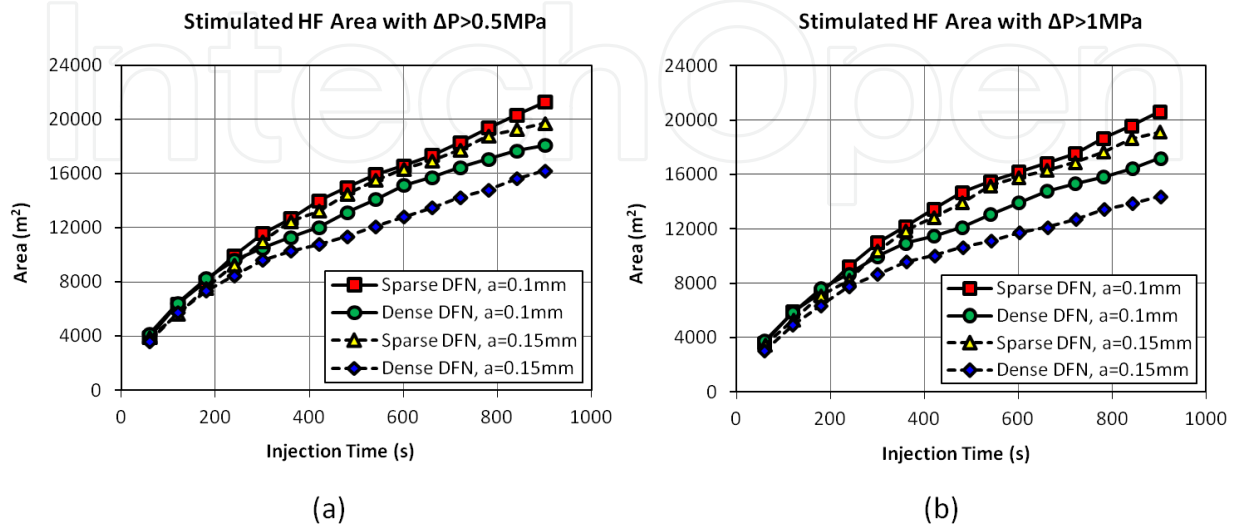 IntechOpen
Stimulated HF Area with ΔP>0.5MPa
24000
20000
16000
12000
8000
4000
0
Area (m²)
0 200 400 600 800 1000
Injection Time (s)
Sparse DFN, a=0.1mm
Dense DFN, a=0.1mm
Sparse DFN, a=0.15mm
Dense DFN, a=0.15mm
(a)
Stimulated HF Area with ΔP>1MPa
24000
20000
16000
12000
8000
4000
0
Area (m²)
0 200 400 600 800 1000
Injection Time (s)
Sparse DFN, a=0.1mm
Dense DFN, a=0.1mm
Sparse DFN, a=0.15mm
Dense DFN, a=0.15mm
(b)